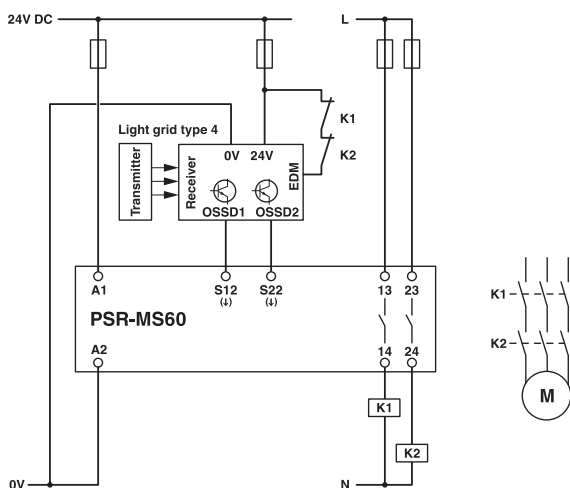 24V DC
L
K1
Light grid type 4
0V 24V
K2
Transmitter
Receiver
EDM
OSSD1 OSSD2
A1 S12 S22 13 23
(↓) (↓)
K1
PSR-MS60
K2
A2 14 24
M
K1
K2
0V
N